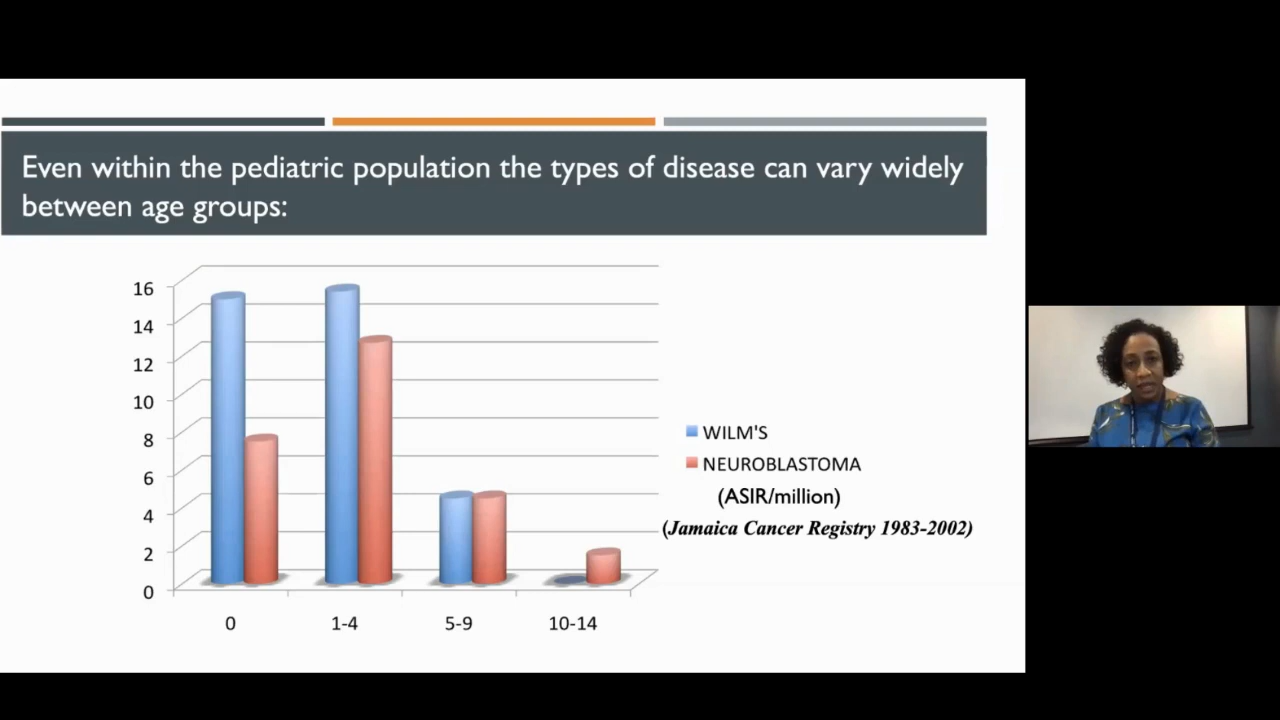 Even within the pediatric population the types of disease can vary widely
between age groups:
16
14
12
10
8
6
4
2
0
0 1-4 5-9 10-14
WILM'S
NEUROBLASTOMA
(ASIR/million)
(Jamaica Cancer Registry 1983-2002)